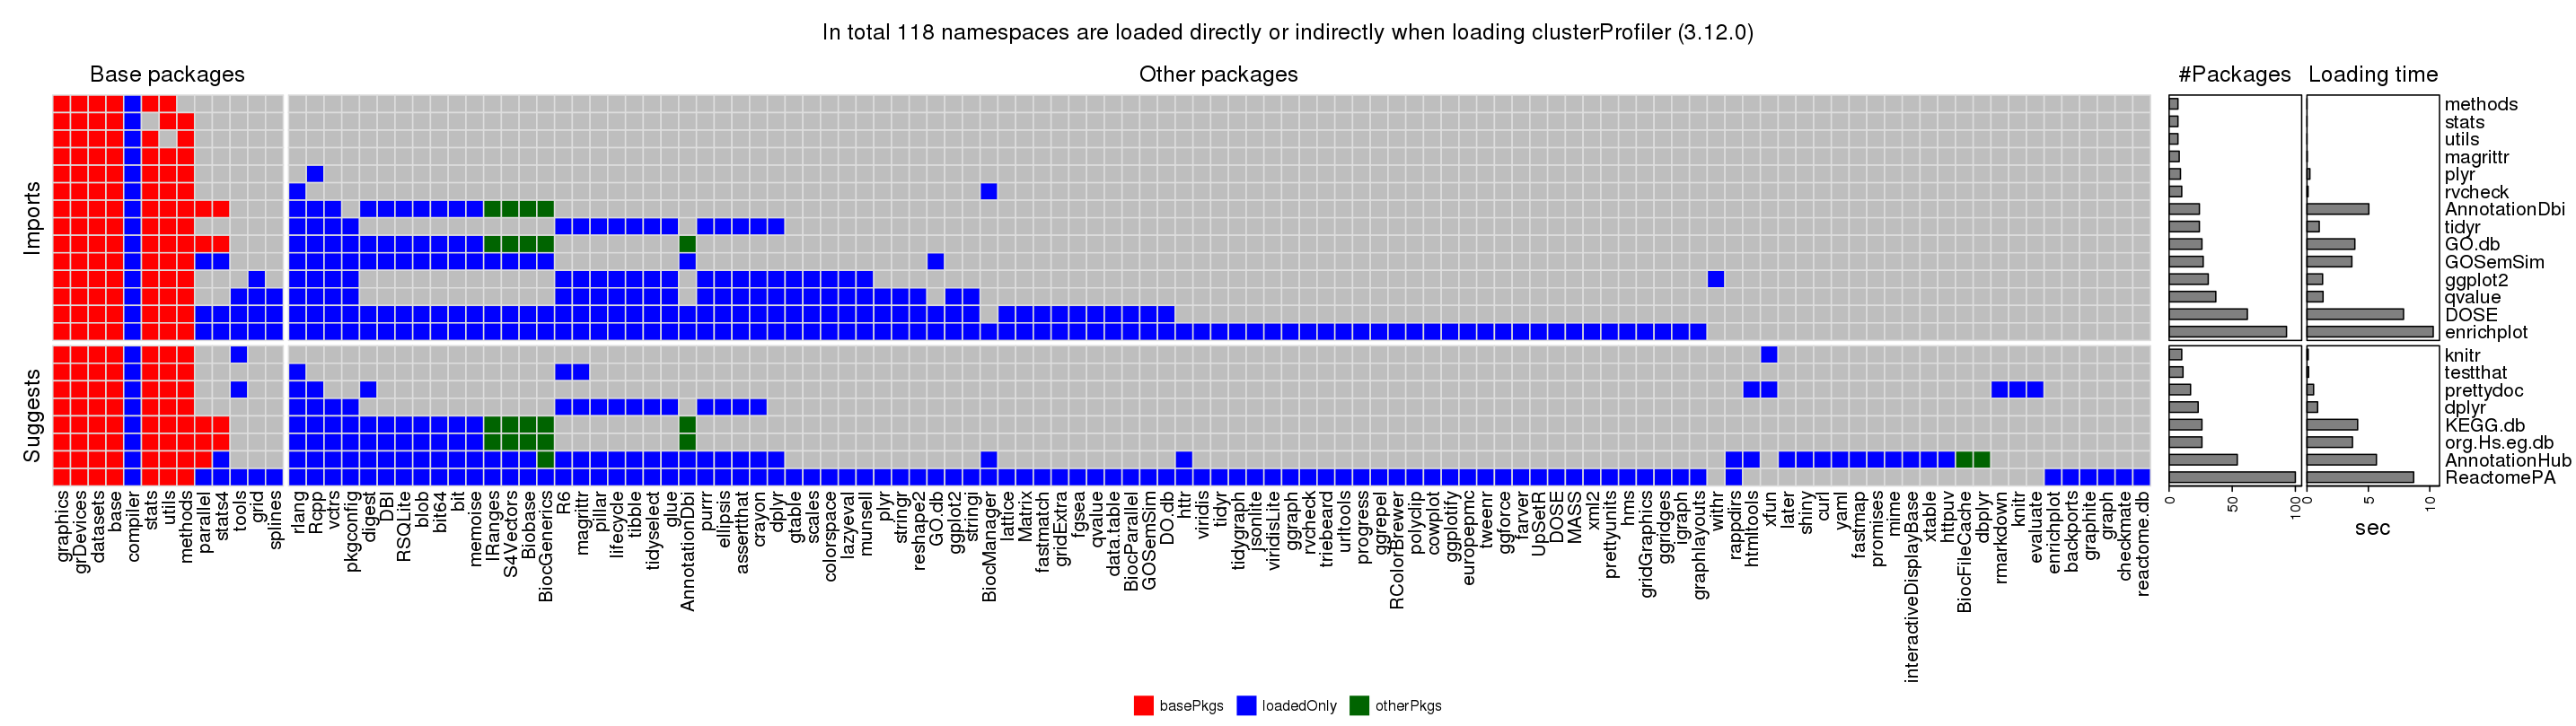 In total 118 namespaces are loaded directly or indirectly when loading clusterProfiler (3.12.0)
Base packages
Other packages
#Packages
Loading time
Imports
Suggests
methods
stats
utils
magrittr
plyr
rvcheck
AnnotationDbi
tidyr
GO.db
GOSemSim
ggplot2
qvalue
DOSE
enrichplot
knitr
testthat
prettydoc
dplyr
KEGG.db
org.Hs.eg.db
AnnotationHub
ReactomePA
graphics
grDevices
datasets
base
compiler
stats
utils
methods
parallel
stats4
tools
grid
splines
rlang
Rcpp
vctrs
pkgconfig
digest
DBI
RSQLite
blob
bit64
bit
memoise
IRanges
S4Vectors
Biobase
BiocGenerics
R6
magrittr
pillar
lifecycle
tibble
tidyselect
glue
AnnotationDbi
purrr
ellipsis
assertthat
crayon
dplyr
gtable
scales
colorspace
lazyeval
munsell
plyr
stringr
reshape2
GO.db
ggplot2
stringi
BiocManager
lattice
Matrix
fastmatch
gridExtra
fgsea
qvalue
data.table
BiocParallel
GOSemSim
DO.db
httr
viridis
tidyr
tidygraph
jsonlite
viridisLite
ggraph
rvcheck
triebeard
urltools
progress
ggrepel
RColorBrewer
polyclip
cowplot
ggplotify
europepmc
tweenr
ggforce
farver
UpSetR
DOSE
MASS
xml2
prettyunits
hms
gridGraphics
ggridges
igraph
graphlayouts
withr
rappdirs
htmltools
xfun
later
shiny
curl
yaml
fastmap
promises
mime
interactiveDisplayBase
xtable
httpuv
BiocFileCache
dbplyr
rmarkdown
knitr
evaluate
enrichplot
backports
graphite
graph
checkmate
reactome.db
0
50
100
0
5
10
sec
basePkgs
loadedOnly
otherPkgs